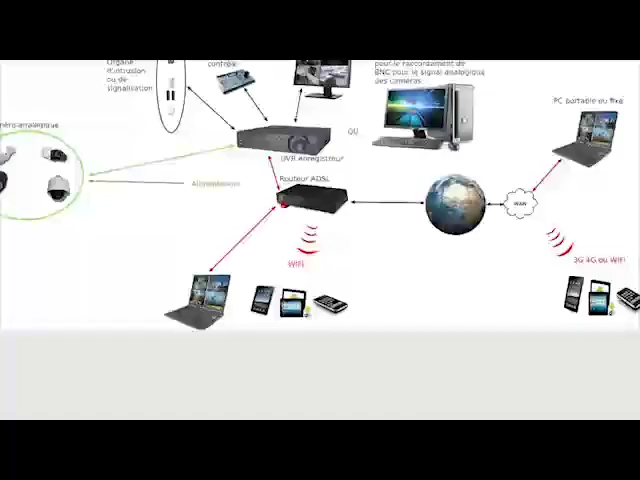 Organe
d'intrusion
ou de
signalisation
contrôle
pour le raccordement de
BNC pour le signal analogique
des caméras
PC portable ou fixe
analogique
OU
DVR enregistreur
Alimentation
Routeur ADSL
WAN
WIFI
3G 4G ou WIFI